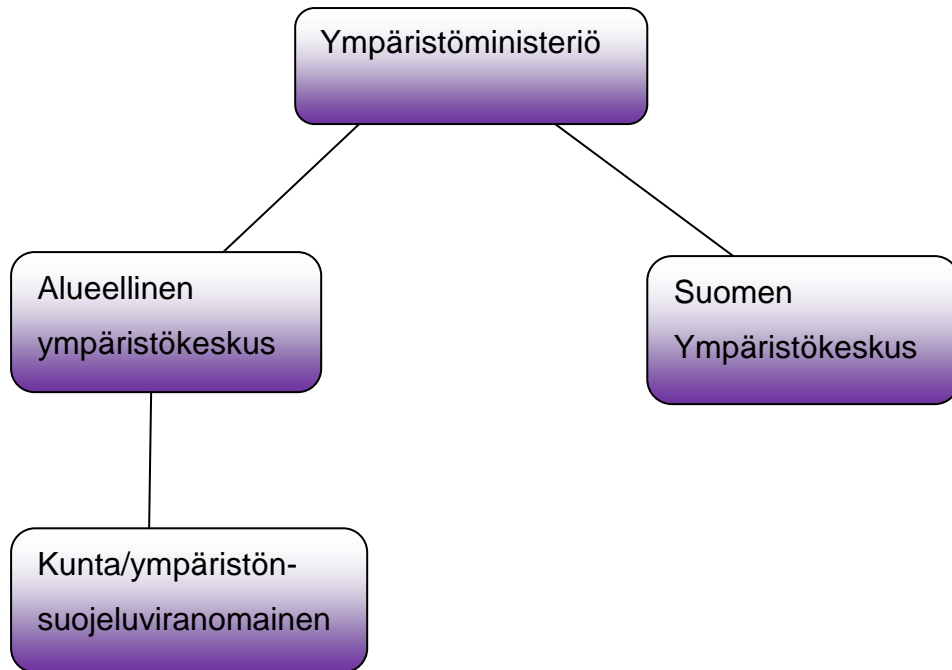 Ympäristöministeriö
Alueellinen
ympäristökeskus
Suomen
Ympäristökeskus
Kunta/ympäristön-
suojeluviranomainen